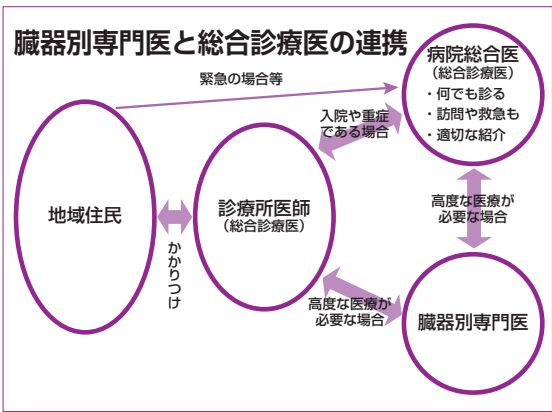 臓器別専門医と総合診療医の連携
緊急の場合等
病院総合医
（総合診療医）
・何でも診る
・訪問や救急も
・適切な紹介
入院や重症
である場合
地域住民
かかりつけ
診療所医師
（総合診療医）
高度な医療が
必要な場合
高度な医療が
必要な場合
臓器別専門医